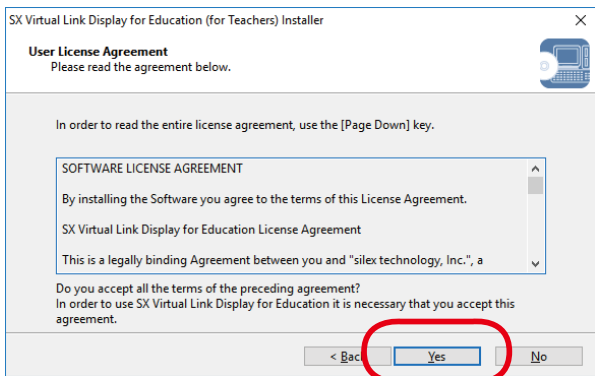 SX Virtual Link Display for Education (for Teachers) Installer
User License Agreement
Please read the agreement below.
In order to read the entire license agreement, use the [Page Down] key.
SOFTWARE LICENSE AGREEMENT
By installing the Software you agree to the terms of this License Agreement.
SX Virtual Link Display for Education License Agreement
This is a legally binding Agreement between you and "silex technology, Inc.", a
Do you accept all the terms of the preceding agreement?
In order to use SX Virtual Link Display for Education it is necessary that you accept this
agreement.
< Back Yes No